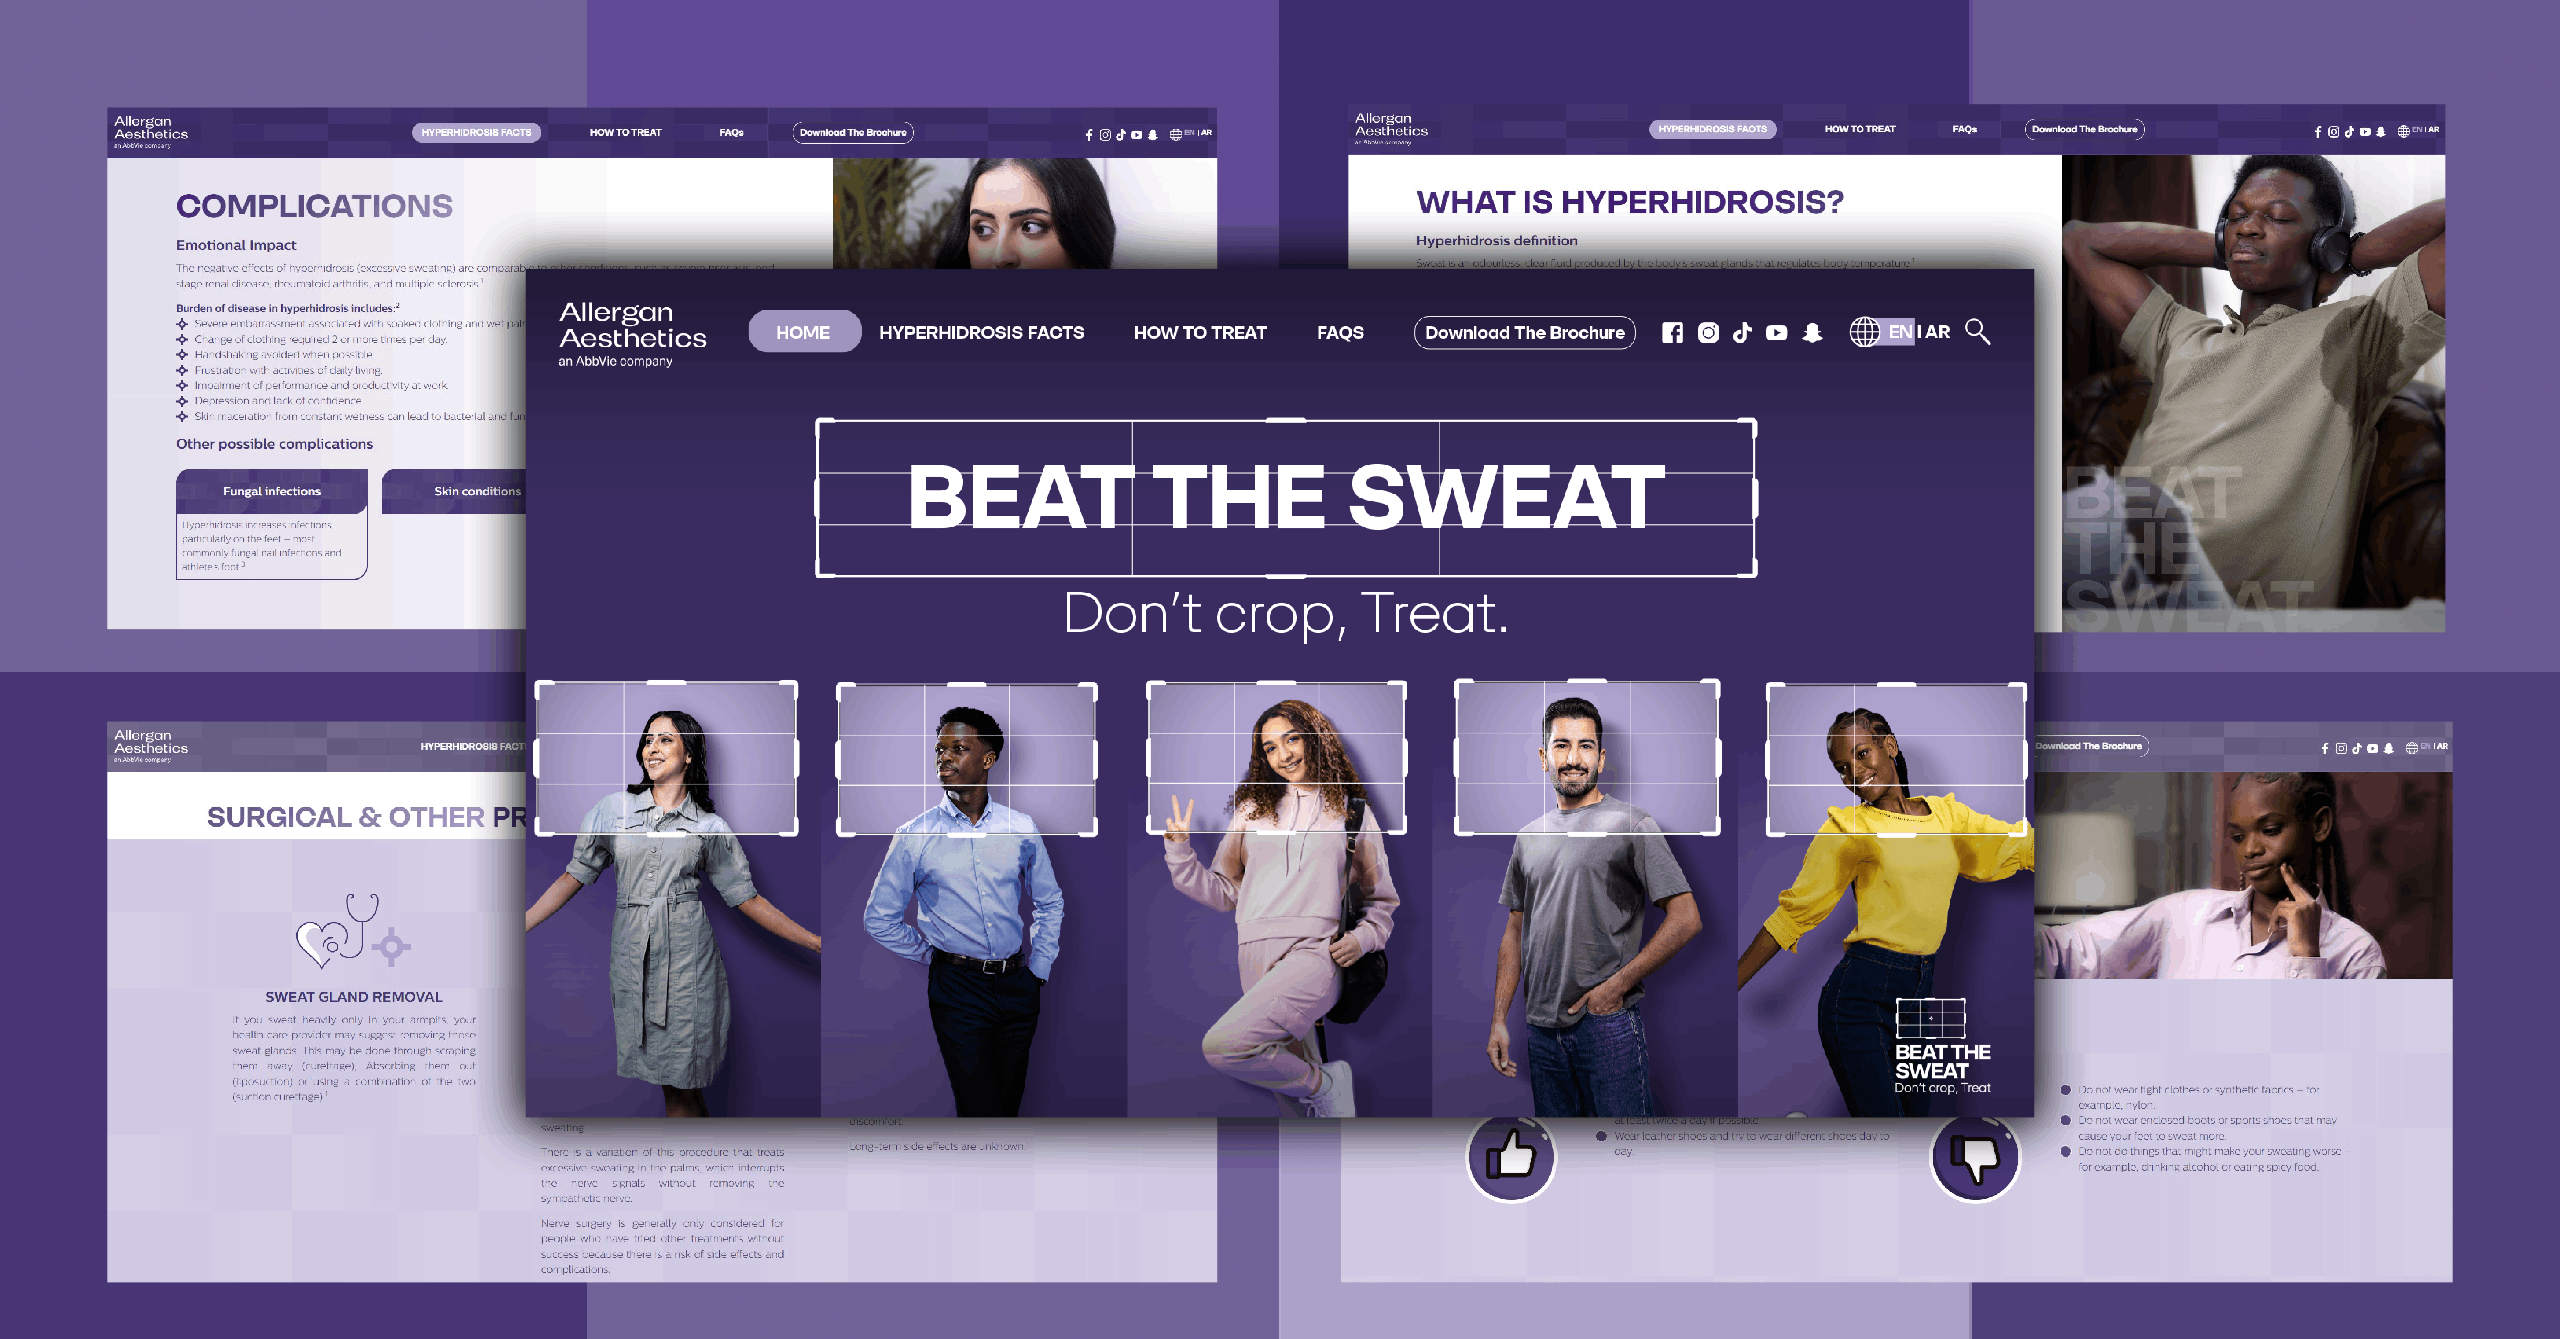 Allergan
Aesthetics
an AbbVie company
HYPERHIDROSIS FACTS
HOW TO TREAT
FAQs
Download The Brochure
EN I AR
COMPLICATIONS
Emotional Impact
The negative effects of hyperhidrosis (excessive sweating) are comparable to other conditions, such as severe psoriasis, end
stage renal disease, rheumatoid arthritis, and multiple sclerosis.1
Burden of disease in hyperhidrosis includes:2
Severe embarrassment associated with soaked clothing and wet
Change of clothing required 2 or more times per day.
Handshaking avoided when possible.
Frustration with activities of daily living.
Impairment of performance and productivity at work.
Depression and lack of confidence.
Skin maceration from constant wetness can lead to bacterial and
Other possible complications
Fungal infections
Skin conditions
Hyperhidrosis increases infections,
particularly on the feet – most
commonly fungal nail infections and
athlete's foot.3
Allergan
Aesthetics
an AbbVie company
HYPERHIDROSIS FACTS
HOW TO TREAT
FAQs
Download The Brochure
EN I AR
WHAT IS HYPERHIDROSIS?
Hyperhidrosis definition
Sweat is an odourless, clear fluid produced by the body's sweat glands that regulates body temperature.1
BEAT
THE
SWEAT
Allergan
Aesthetics
an AbbVie company
HOME
HYPERHIDROSIS FACTS
HOW TO TREAT
FAQS
Download The Brochure
EN I AR
BEAT THE SWEAT
Don't crop, Treat.
BEAT THE
SWEAT
Don't crop, Treat
Allergan
Aesthetics
an AbbVie company
HYPERHIDROSIS FACT
SURGICAL & OTHER PR
SWEAT GLAND REMOVAL
If you sweat heavily only in your armpits, your
health care provider may suggest removing those
sweat glands. This may be done through scraping
them away (curettage), Absorbing them out
(liposuction) or using a combination of the two
(suction curettage).1
sweating.
There is a variation of this procedure that treats
excessive sweating in the palms, which interrupts
the nerve signals without removing the
sympathetic nerve.
Nerve surgery is generally only considered for
people who have tried other treatments without
success because there is a risk of side effects and
complications.
discomfort.
Long-term side effects are unknown.
Download The Brochure
EN I AR
at least twice a day if possible.
Wear leather shoes and try to wear different shoes day to
day.
Do not wear tight clothes or synthetic fabrics – for
example, nylon.
Do not wear enclosed boots or sports shoes that may
cause your feet to sweat more.
Do not do things that might make your sweating worse
for example, drinking alcohol or eating spicy food.